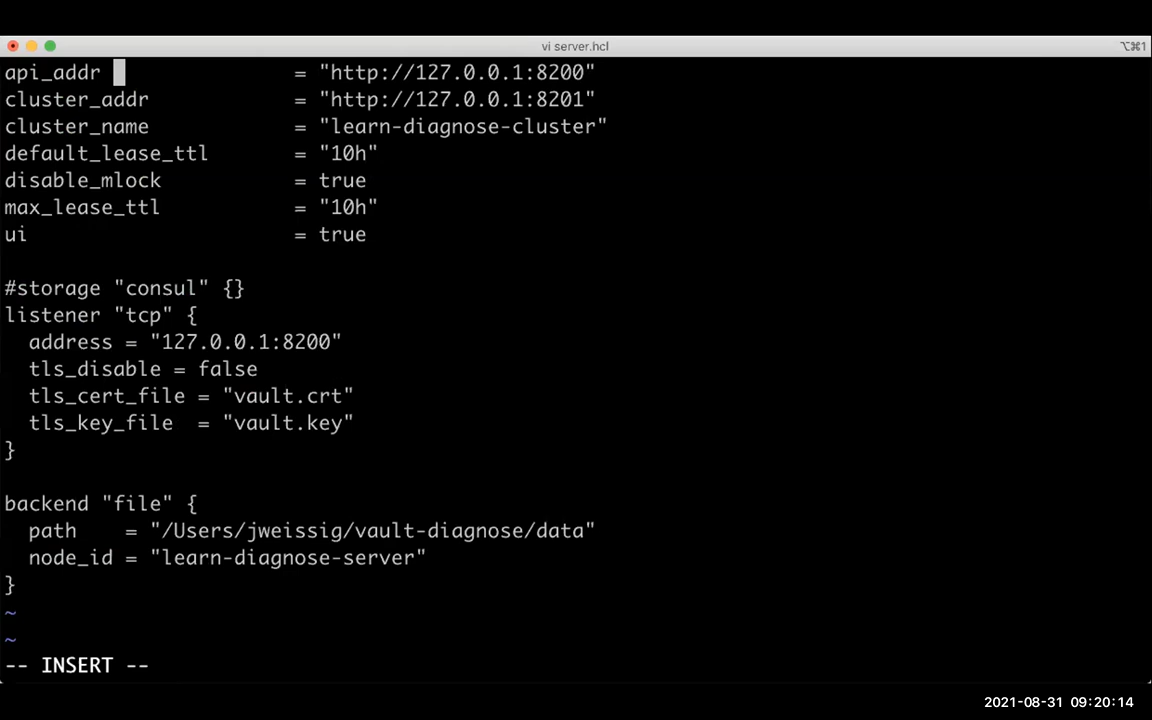 vi server.hcl
⌥⌘1
api_addr                 = "http://127.0.0.1:8200"
cluster_addr             = "http://127.0.0.1:8201"
cluster_name             = "learn-diagnose-cluster"
default_lease_ttl        = "10h"
disable_mlock            = true
max_lease_ttl            = "10h"
ui                       = true
#storage "consul" {}
listener "tcp" {
  address = "127.0.0.1:8200"
  tls_disable = false
  tls_cert_file = "vault.crt"
  tls_key_file  = "vault.key"
}
backend "file" {
  path    = "/Users/jweissig/vault-diagnose/data"
  node_id = "learn-diagnose-server"
}
~
~
-- INSERT --
2021-08-31 09:20:14